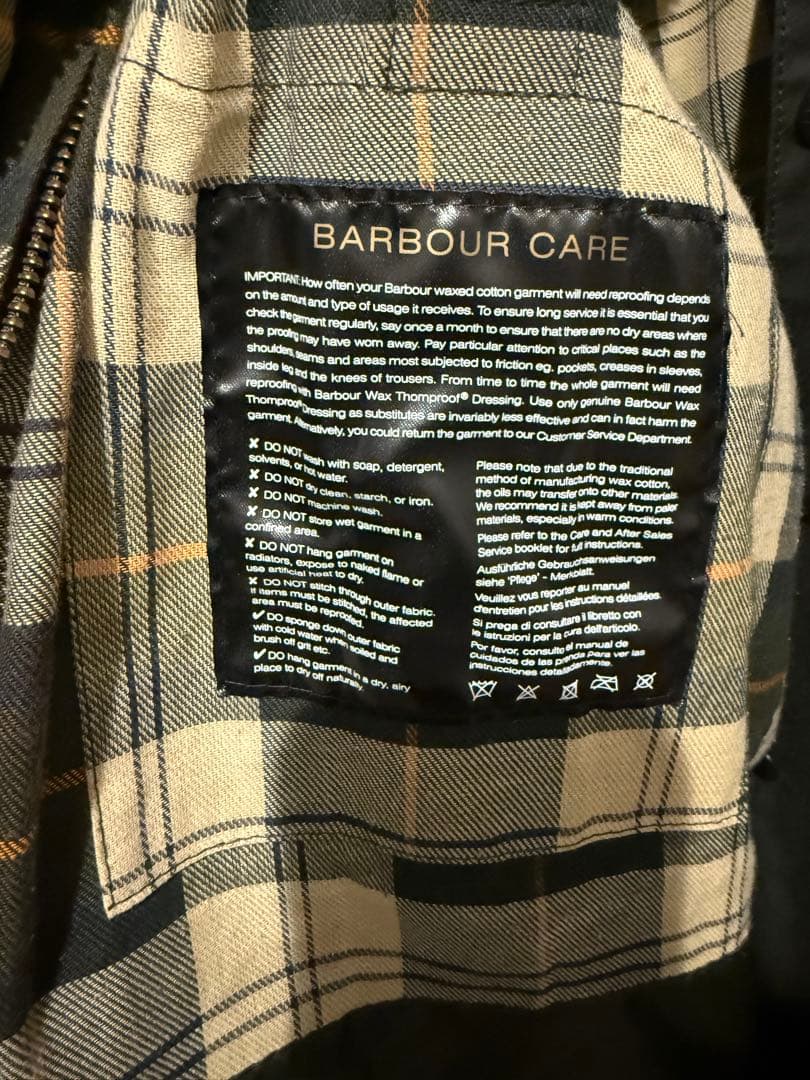 BARBOUR CARE
IMPORTANT: How often your Barbour waxed cotton garment will need reproofing depends
on the amount and type of usage it receives. To ensure long service it is essential that you
check the garment regularly, say once a month to ensure that there are no dry areas where
the proofing may have worn away. Pay particular attention to critical places such as the
shoulders, seams and areas most subjected to friction eg. pockets, creases in sleeves,
inside leg and the knees of trousers. From time to time the whole garment will need
reproofing with Barbour Wax Thornproof® Dressing. Use only genuine Barbour Wax
Thornproof Dressing as substitutes are invariably less effective and can in fact harm the
garment. Alternatively, you could return the garment to our Customer Service Department.
✘ DO NOT wash with soap, detergent,
solvents, or hot water.
✘ DO NOT dry clean, starch, or iron.
✘ DO NOT machine wash.
✘ DO NOT store wet garment in a
confined area.
✘ DO NOT hang garment on
radiators, expose to naked flame or
use artificial heat to dry.
✘ DO NOT stitch through outer fabric.
If items must be stitched, the affected
area must be reproofed.
✔ DO sponge down outer fabric
with cold water when soiled and
brush off grit etc.
✔ DO hang garment in a dry, airy
place to dry off naturally.
Please note that due to the traditional
method of manufacturing wax cotton,
the oils may transfer onto other materials.
We recommend it is kept away from paler
materials, especially in warm conditions.
Please refer to the Care and After Sales
Service booklet for full instructions.
Ausführliche Gebrauchsanweisungen
siehe 'Pflege' - Merkblatt.
Veuillez vous reporter au manuel
d'entretien pour les instructions détaillées.
Si prega di consultare il libretto con
le istruzioni per la cura dell'articolo.
Por favor, consulte el manual de
cuidados de las prenda para ver las
instrucciones detalladamente.